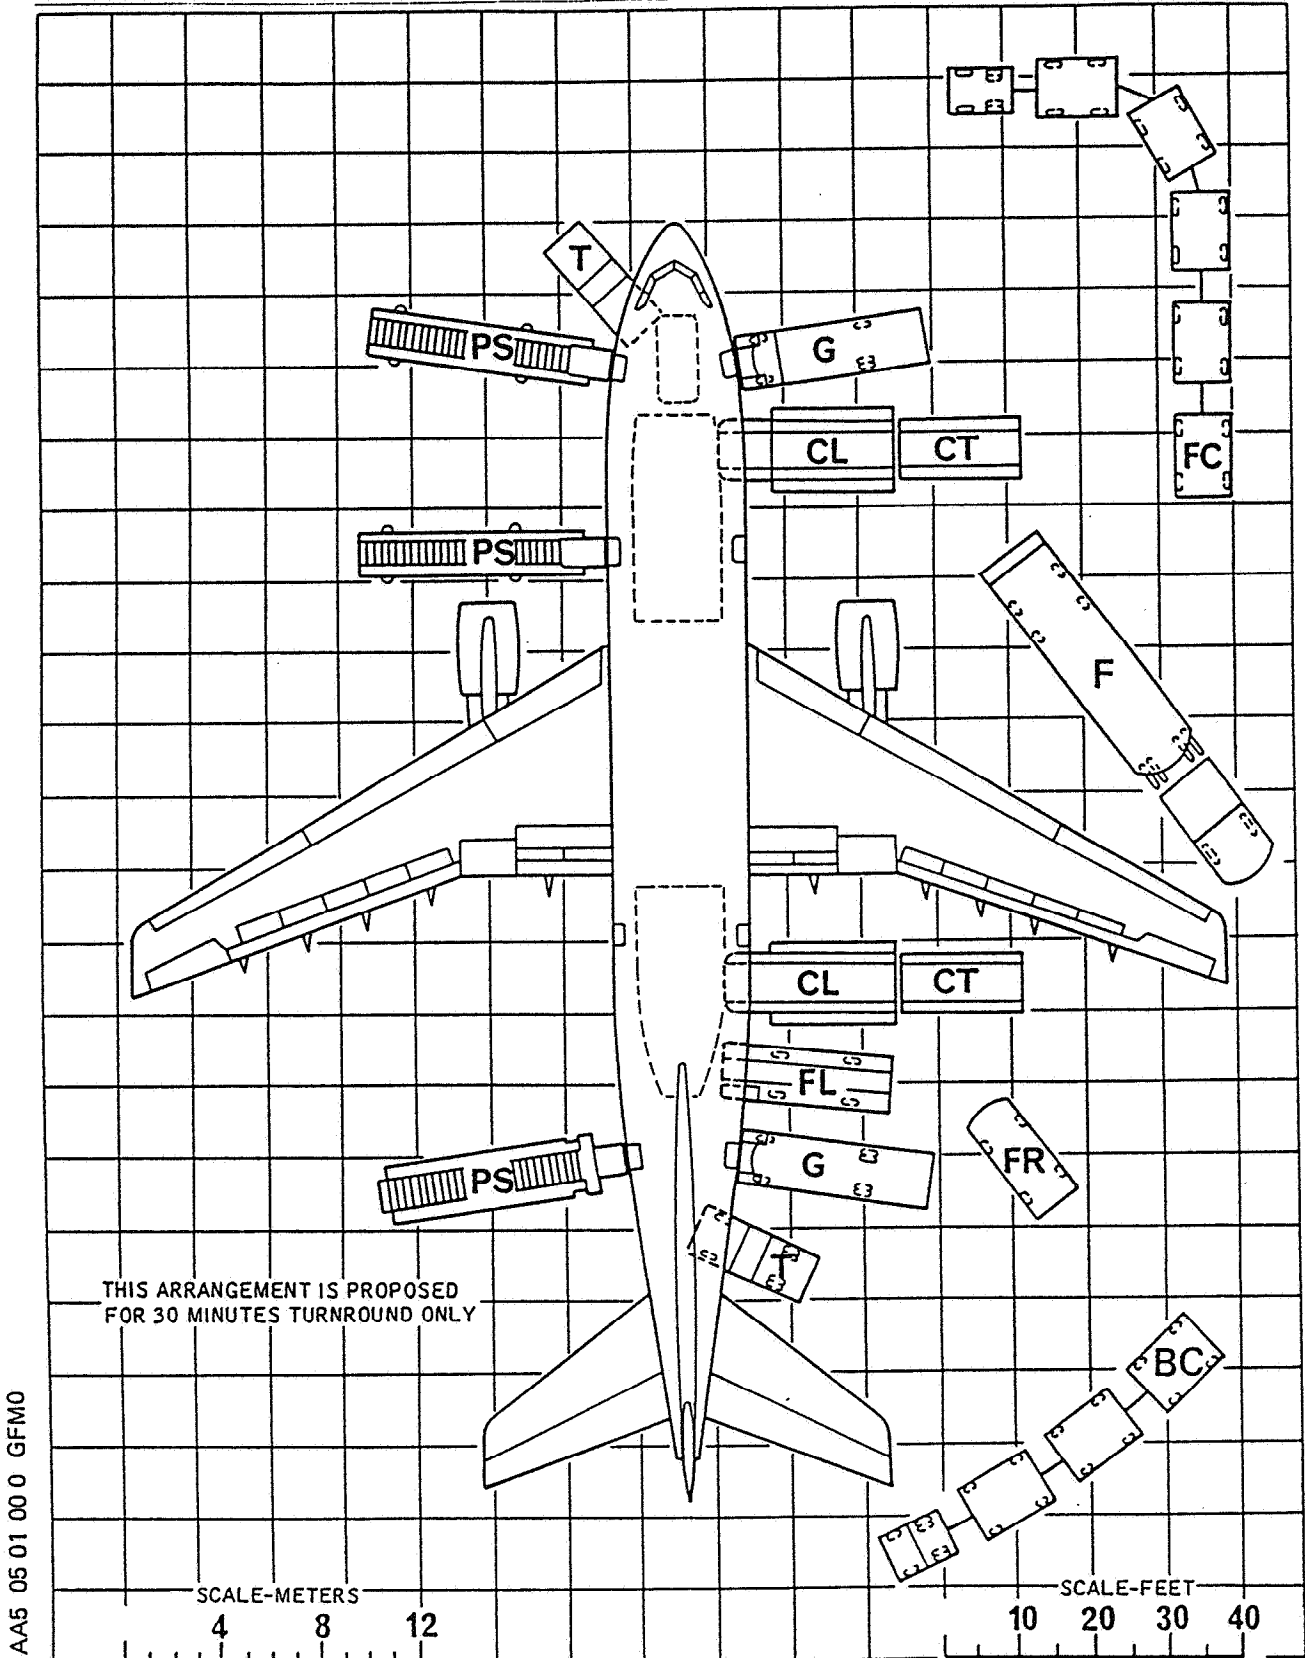 T
PS
G
CL
CT
FC
PS
F
CL
CT
FL
FR
PS
G
T
THIS ARRANGEMENT IS PROPOSED
FOR 30 MINUTES TURNROUND ONLY
BC
AA5 05 01 00 0 GFM0
SCALE-METERS
4 8 12
SCALE-FEET
10 20 30 40